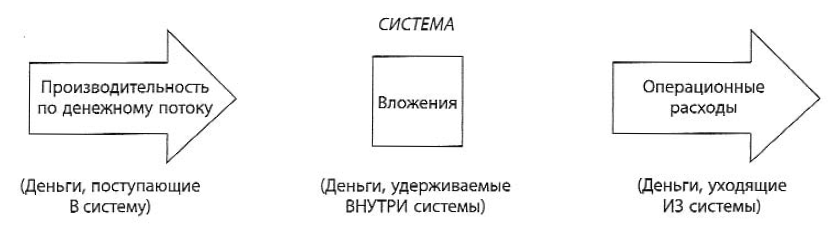 СИСТЕМА
Производительность
по денежному потоку
Вложения
Операционные
расходы
(Деньги, поступающие
В систему)
(Деньги, удерживаемые
ВНУТРИ системы)
(Деньги, уходящие
ИЗ системы)